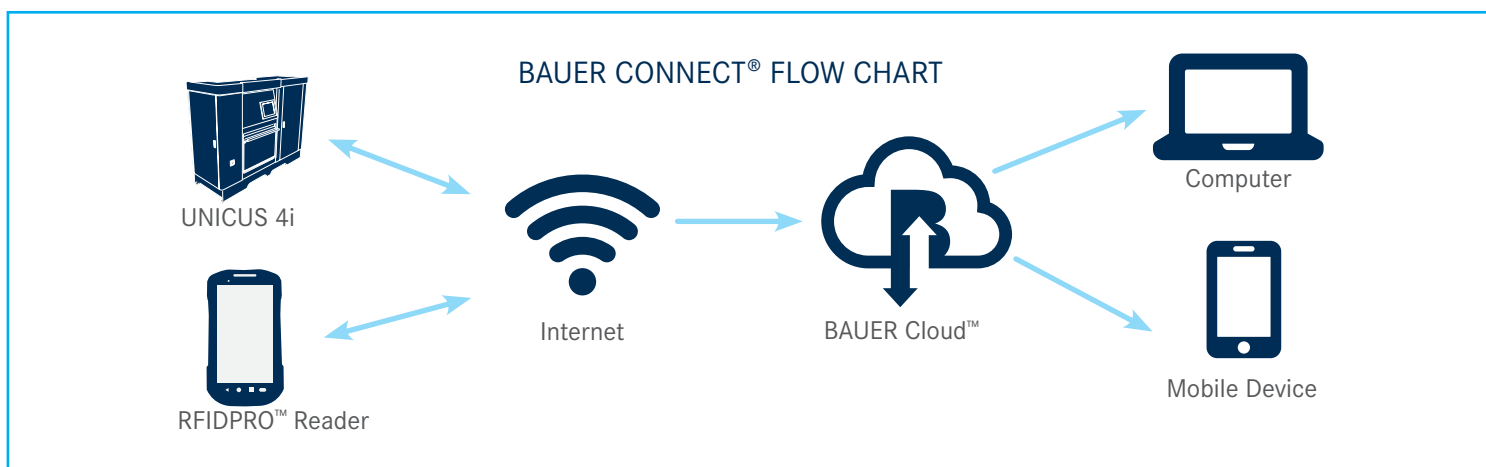 BAUER CONNECT® FLOW CHART
UNICUS 4i
RFIDPRO™ Reader
Internet
B
BAUER Cloud™
Computer
Mobile Device